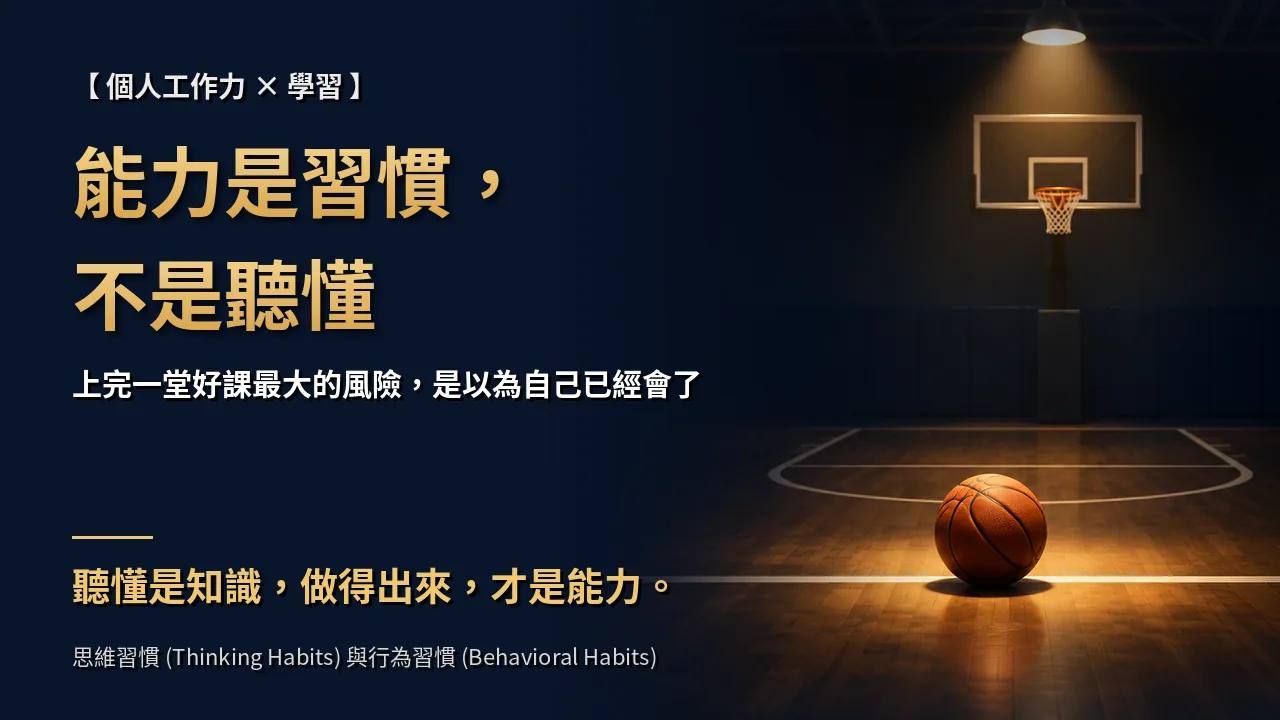 【個人工作力 × 學習】
能力是習慣，
不是聽懂
上完一堂好課最大的風險，是以為自己已經會了
聽懂是知識，做得出來，才是能力。
思維習慣 (Thinking Habits) 與行為習慣 (Behavioral Habits)